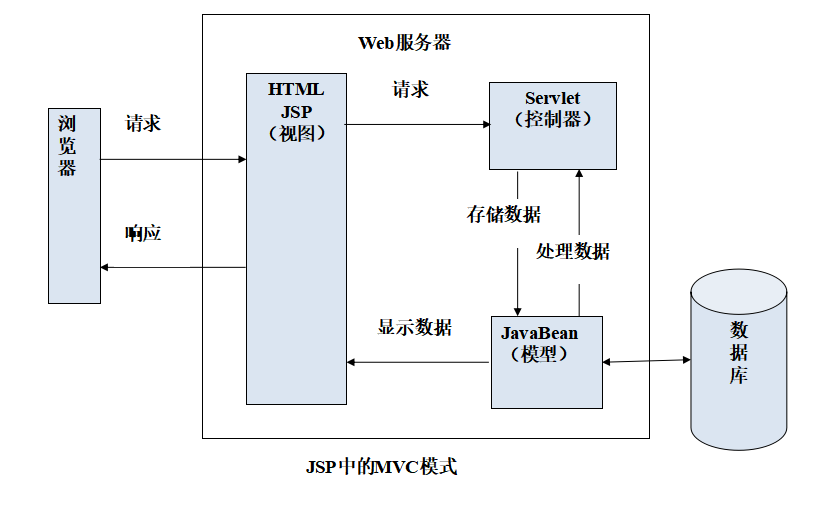 Web服务器
浏
览
器
请求
响应
HTML
JSP
（视图）
请求
Servlet
（控制器）
存储数据
处理数据
显示数据
JavaBean
（模型）
数
据
库
JSP中的MVC模式